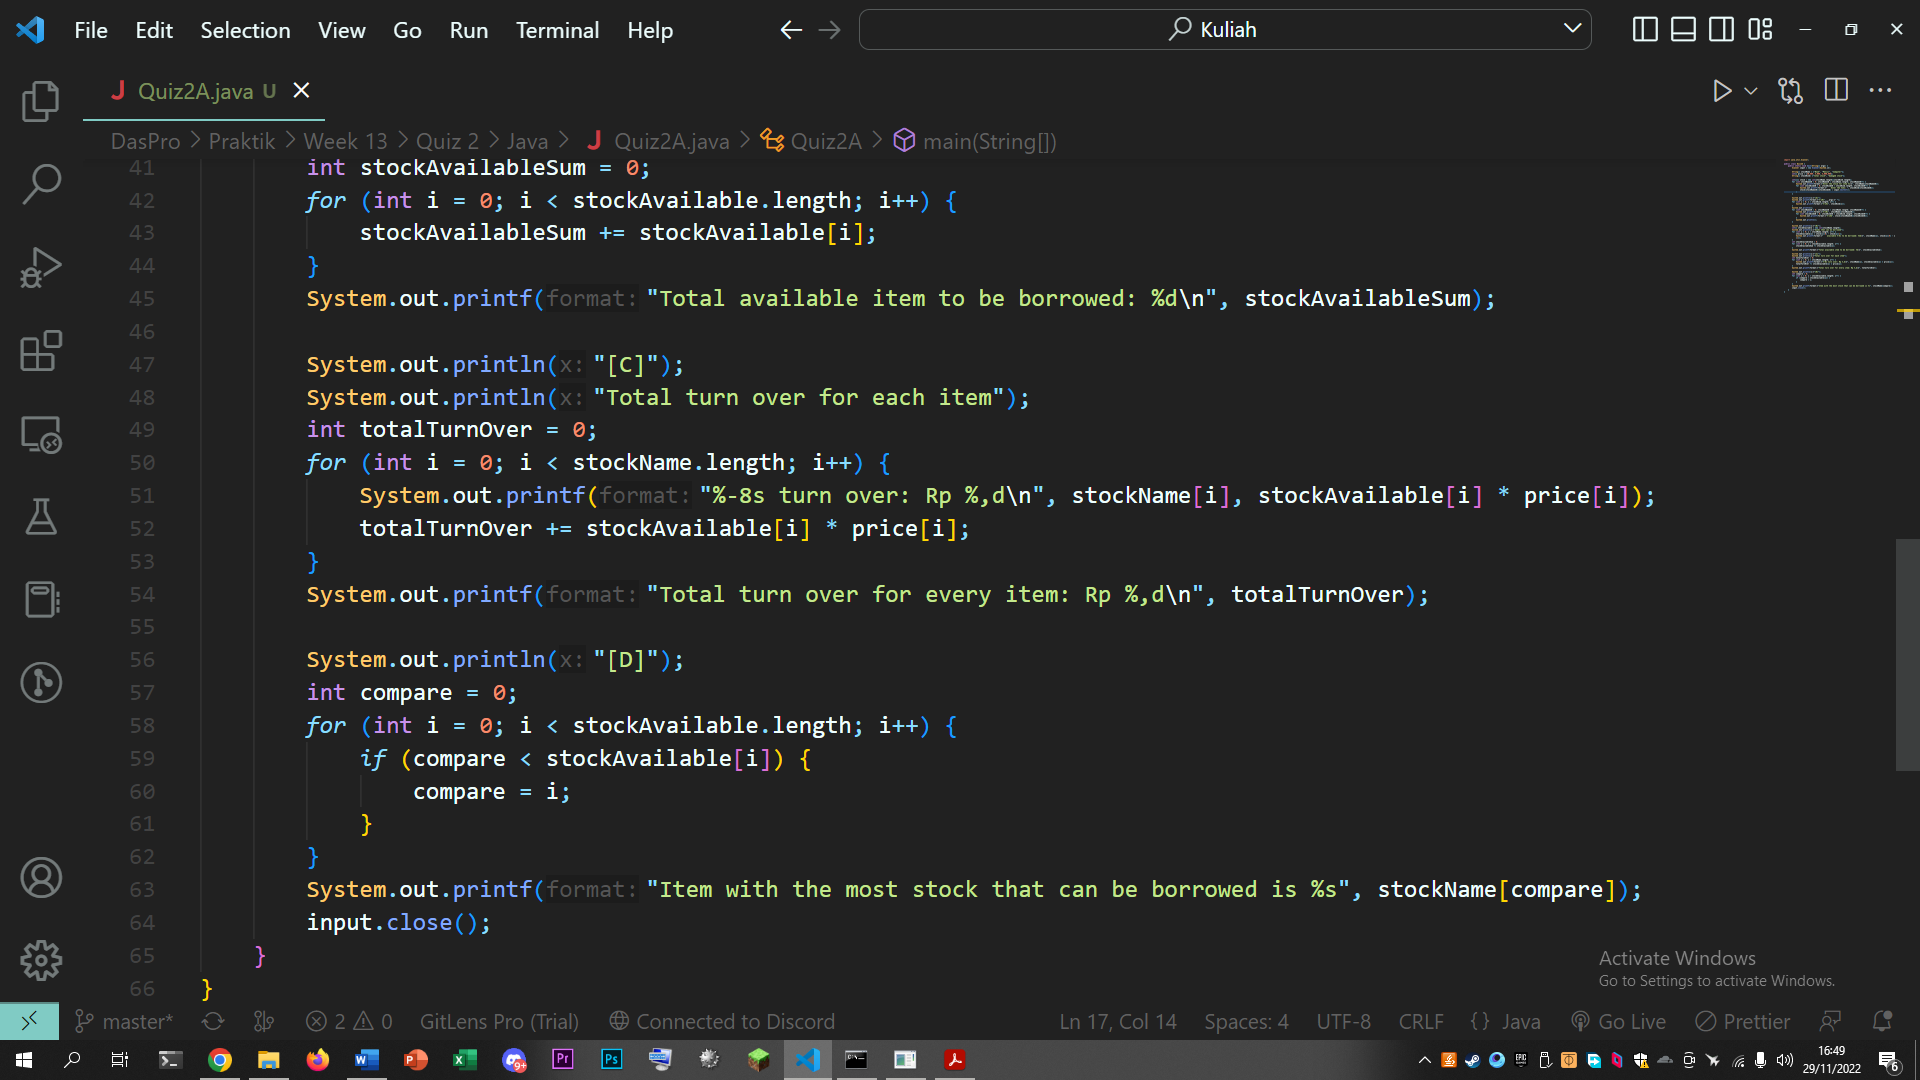 File Edit Selection View Go Run Terminal Help
Kuliah
Quiz2A.java U
DasPro > Praktik > Week 13 > Quiz 2 > Java > Quiz2A.java > Quiz2A > main(String[])
41 int stockAvailableSum = 0;
42 for (int i = 0; i < stockAvailable.length; i++) {
43 stockAvailableSum += stockAvailable[i];
44 }
45 System.out.printf(format: "Total available item to be borrowed: %d\n", stockAvailableSum);
46
47 System.out.println(x: "[C]");
48 System.out.println(x: "Total turn over for each item");
49 int totalTurnOver = 0;
50 for (int i = 0; i < stockName.length; i++) {
51 System.out.printf(format: "%-8s turn over: Rp %,d\n", stockName[i], stockAvailable[i] * price[i]);
52 totalTurnOver += stockAvailable[i] * price[i];
53 }
54 System.out.printf(format: "Total turn over for every item: Rp %,d\n", totalTurnOver);
55
56 System.out.println(x: "[D]");
57 int compare = 0;
58 for (int i = 0; i < stockAvailable.length; i++) {
59 if (compare < stockAvailable[i]) {
60 compare = i;
61 }
62 }
63 System.out.printf(format: "Item with the most stock that can be borrowed is %s", stockName[compare]);
64 input.close();
65 }
66 }
Activate Windows
Go to Settings to activate Windows.
master* 2 0 GitLens Pro (Trial) Connected to Discord Ln 17, Col 14 Spaces: 4 UTF-8 CRLF {} Java Go Live Prettier
16:49
29/11/2022
6